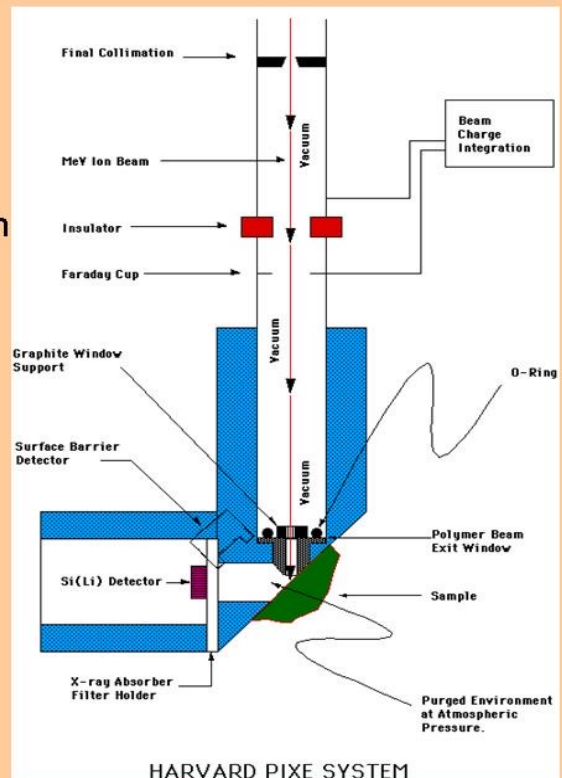 Final Collimation
MeV Ion Beam
Vacuum
Beam
Charge
Integration
n
Insulator
Faraday Cup
Vacuum
Graphite Window
Support
O-Ring
Surface Barrier
Detector
Vacuum
Polymer Beam
Exit Window
Si(Li) Detector
Sample
X-ray Absorber
Filter Holder
Purged Environment
at Atmospheric
Pressure.
HARVARD PIXE SYSTEM